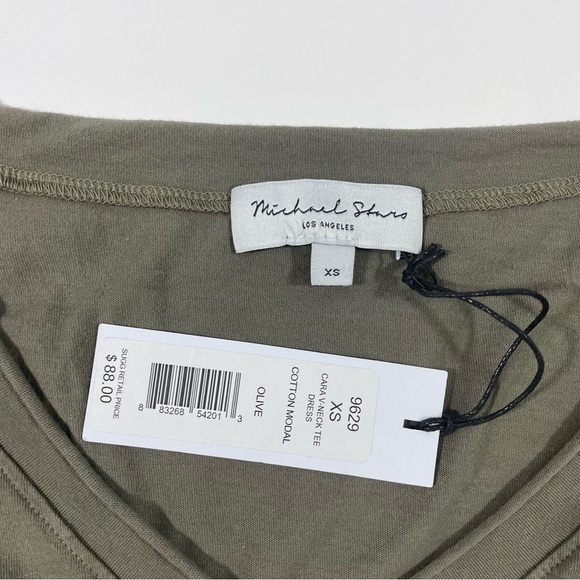 Michael Stars
LOS ANGELES
XS
9629
XS
CARA V-NECK TEE
DRESS
COTTON MODAL
OLIVE
8 83268 54201 3
SUGG RETAIL PRICE
$88.00